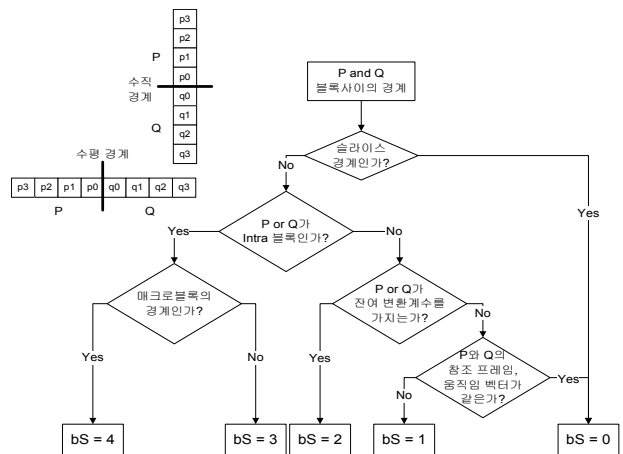 p3
p2
p1
p0
q0
q1
q2
q3
P
수직
경계
Q
수평 경계
p3 p2 p1 p0 q0 q1 q2 q3
P Q
P and Q
블록사이의 경계
슬라이스
경계인가?
No
Yes
P or Q가
Intra 블록인가?
Yes
No
매크로블록의
경계인가?
Yes
No
P or Q가
잔여 변환계수를
가지는가?
Yes
No
P와 Q의
참조 프레임,
움직임 벡터가
같은가?
No
Yes
bS = 4
bS = 3
bS = 2
bS = 1
bS = 0